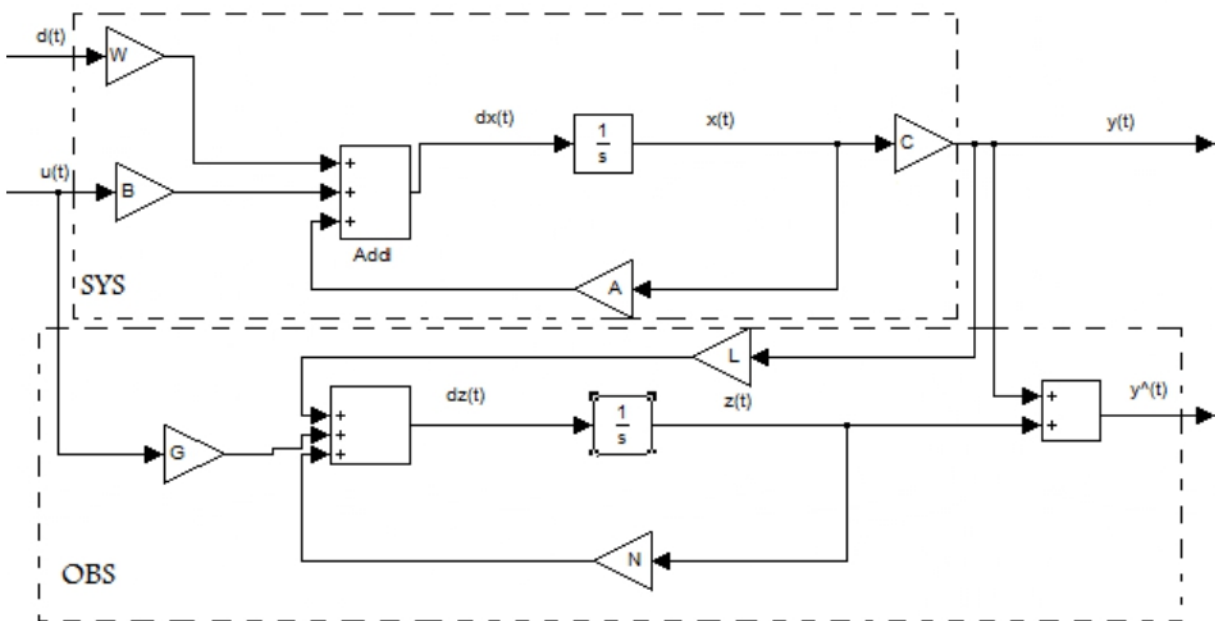 d(t)
W
dx(t)
1
s
x(t)
C
y(t)
+
u(t)
B
+
+
Add
A
SYS
L
dz(t)
1
s
z(t)
y^(t)
+
+
+
+
+
G
N
OBS